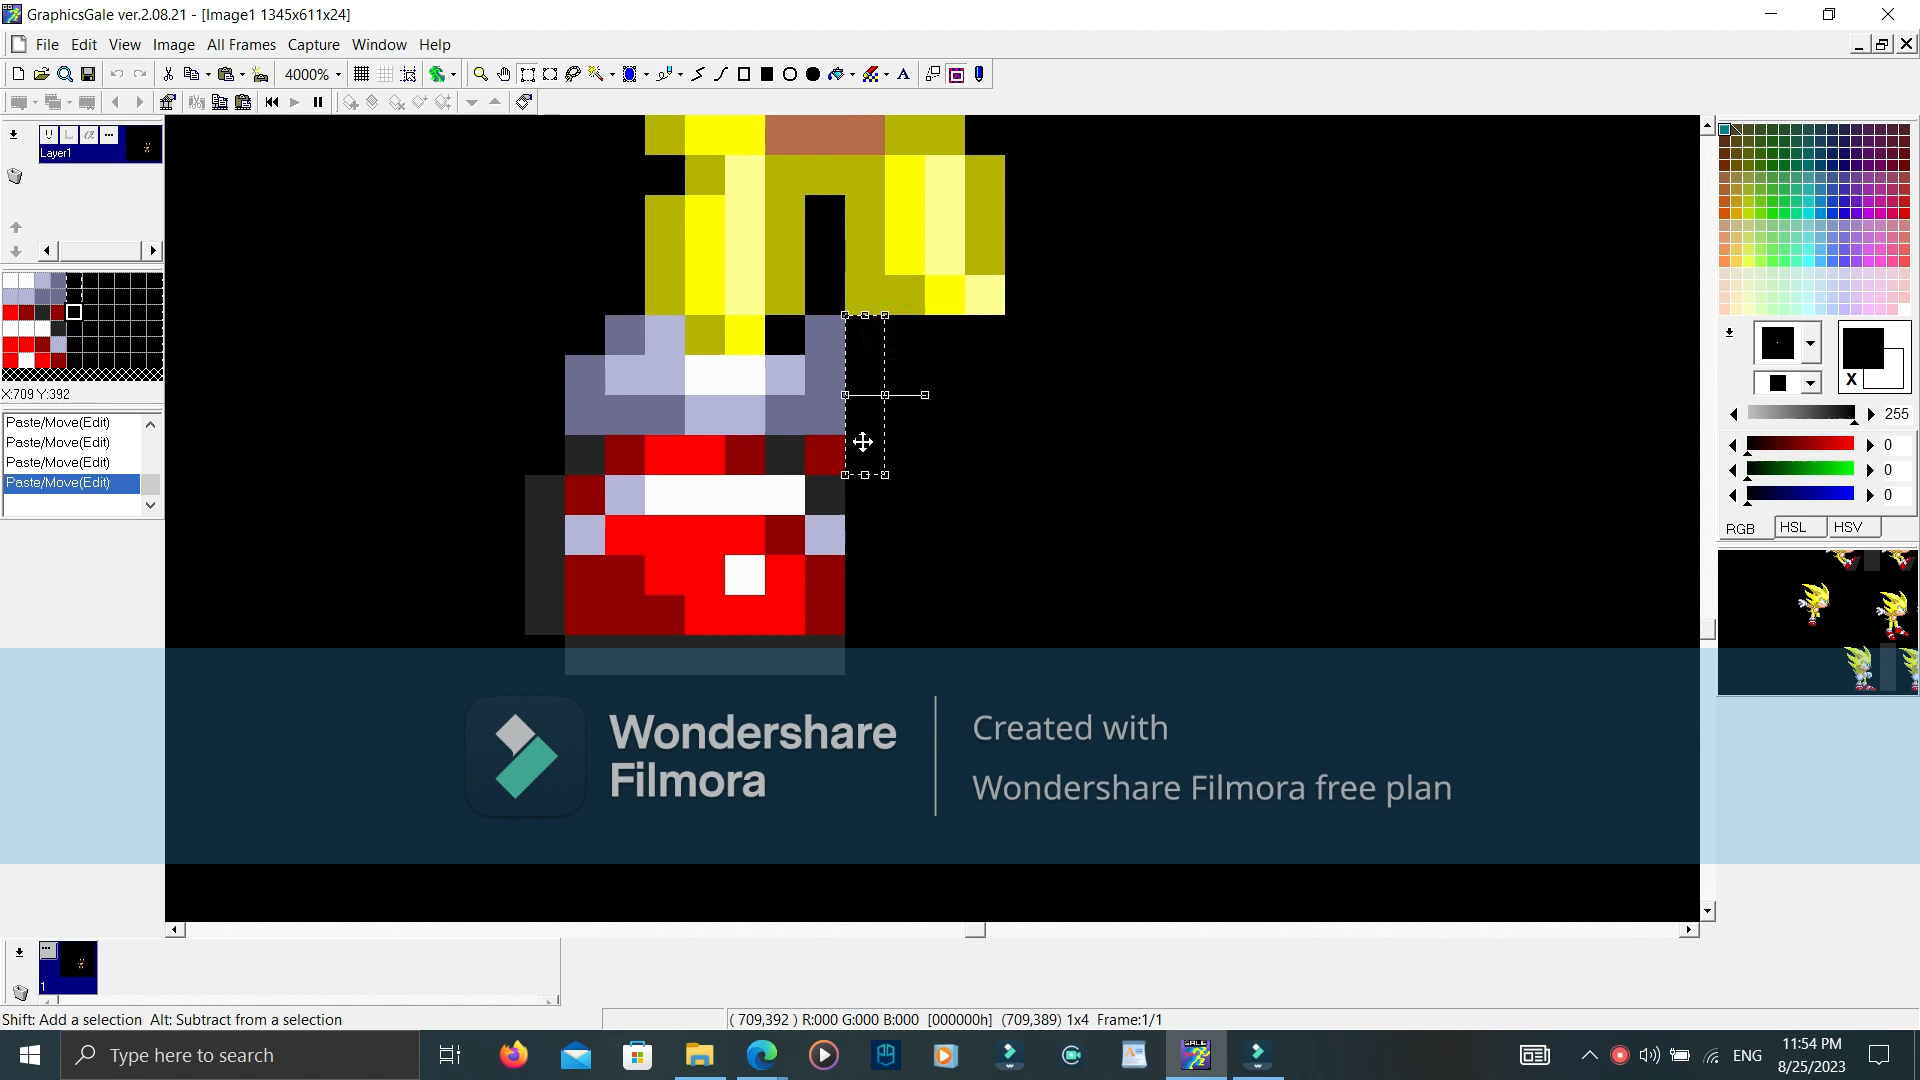 GraphicsGale ver.2.08.21 - [Image1 1345x611x24]
File Edit View Image All Frames Capture Window Help
4000%
A
Layer1
X:709 Y:392
Paste/Move(Edit)
Paste/Move(Edit)
Paste/Move(Edit)
Paste/Move(Edit)
X
255
0
0
0
RGB HSL HSV
Wondershare
Filmora
Created with
Wondershare Filmora free plan
1
Shift: Add a selection Alt: Subtract from a selection
( 709,392 ) R:000 G:000 B:000 [000000h] (709,389) 1x4 Frame:1/1
Type here to search
ENG
11:54 PM
8/25/2023